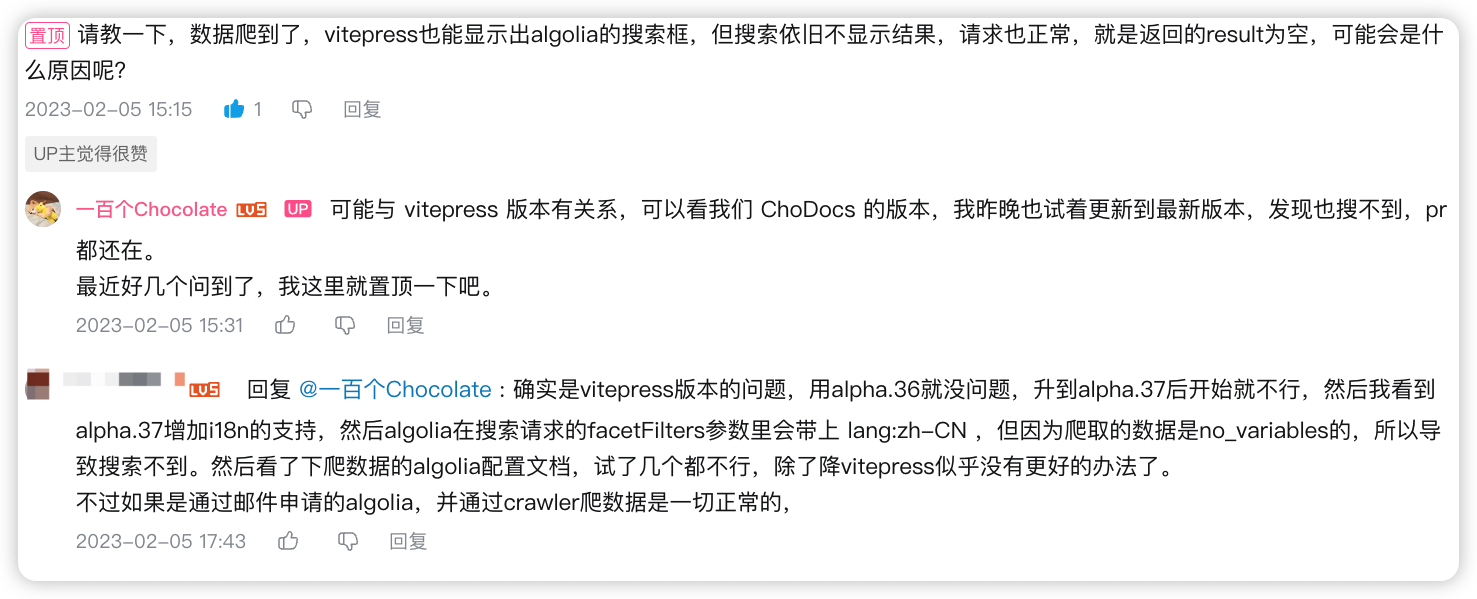 置顶 请教一下，数据爬到了，vitepress也能显示出algolia的搜索框，但搜索依旧不显示结果，请求也正常，就是返回的result为空，可能会是什
么原因呢？
2023-02-05 15:15 1 回复
UP主觉得很赞
一百个Chocolate LV5 UP 可能与 vitepress 版本有关系，可以看我们 ChoDocs 的版本，我昨晚也试着更新到最新版本，发现也搜不到，pr
都还在。
最近好几个问到了，我这里就置顶一下吧。
2023-02-05 15:31 回复
LV5 回复 @一百个Chocolate : 确实是vitepress版本的问题，用alpha.36就没问题，升到alpha.37后开始就不行，然后我看到
alpha.37增加i18n的支持，然后algolia在搜索请求的facetFilters参数里会带上 lang:zh-CN ，但因为爬取的数据是no_variables的，所以导
致搜索不到。然后看了下爬数据的algolia配置文档，试了几个都不行，除了降vitepress似乎没有更好的办法了。
不过如果是通过邮件申请的algolia，并通过crawler爬数据是一切正常的，
2023-02-05 17:43 回复